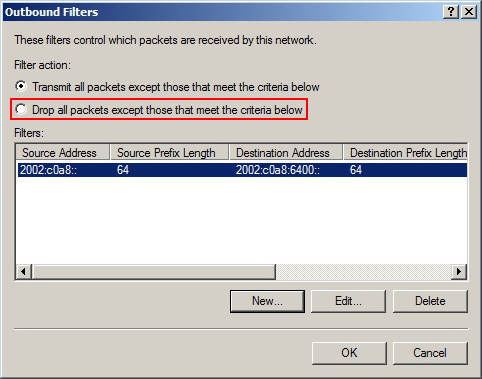 Outbound Filters
These filters control which packets are received by this network.
Filter action:
Transmit all packets except those that meet the criteria below
Drop all packets except those that meet the criteria below
Filters:
Source Address Source Prefix Length Destination Address Destination Prefix Length
2002:c0a8:: 64 2002:c0a8:6400:: 64
New... Edit... Delete
OK Cancel